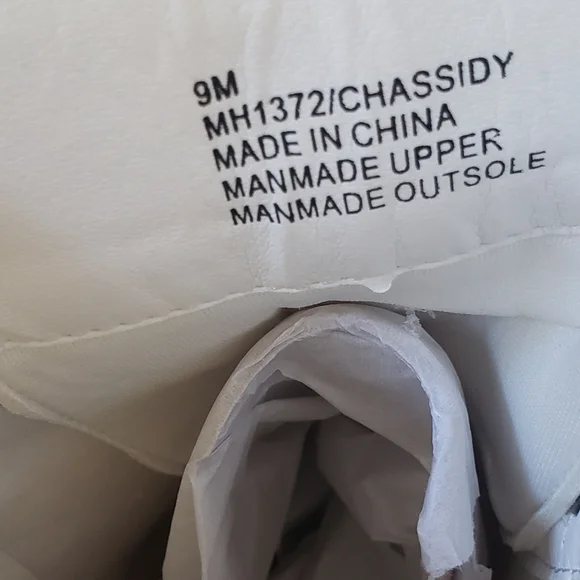 9M
MH1372/CHASSIDY
MADE IN CHINA
MANMADE UPPER
MANMADE OUTSOLE